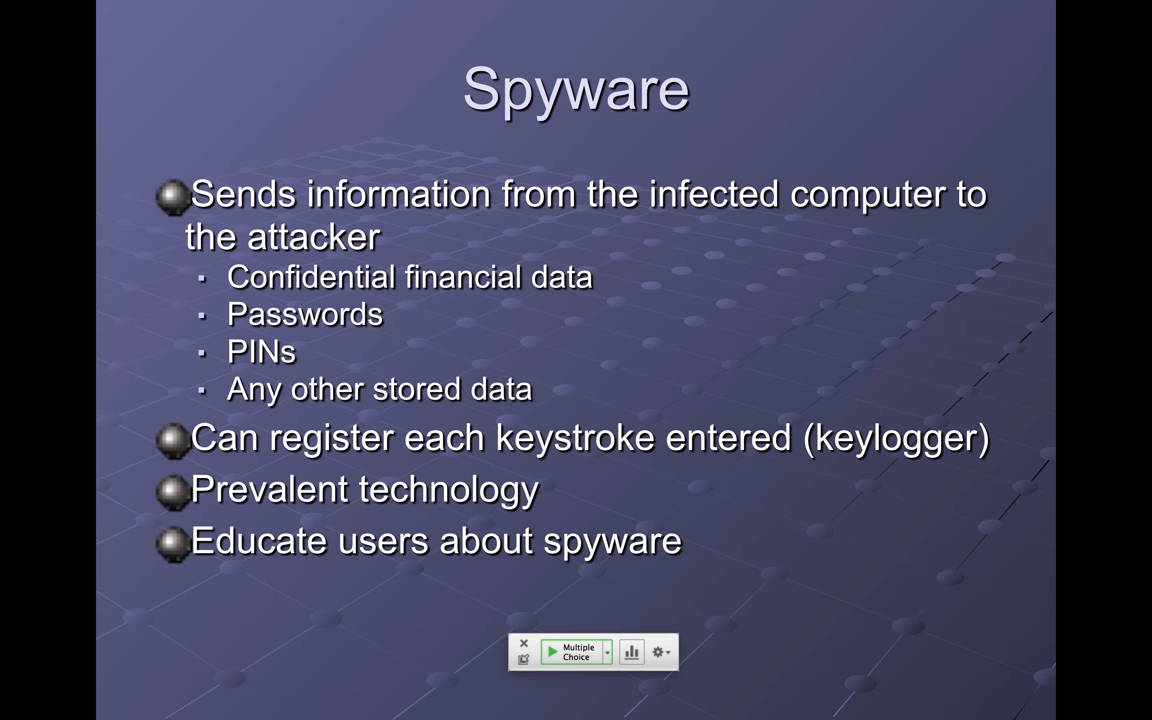 Spyware
Sends information from the infected computer to
the attacker
Confidential financial data
Passwords
PINs
Any other stored data
Can register each keystroke entered (keylogger)
Prevalent technology
Educate users about spyware
Multiple
Choice